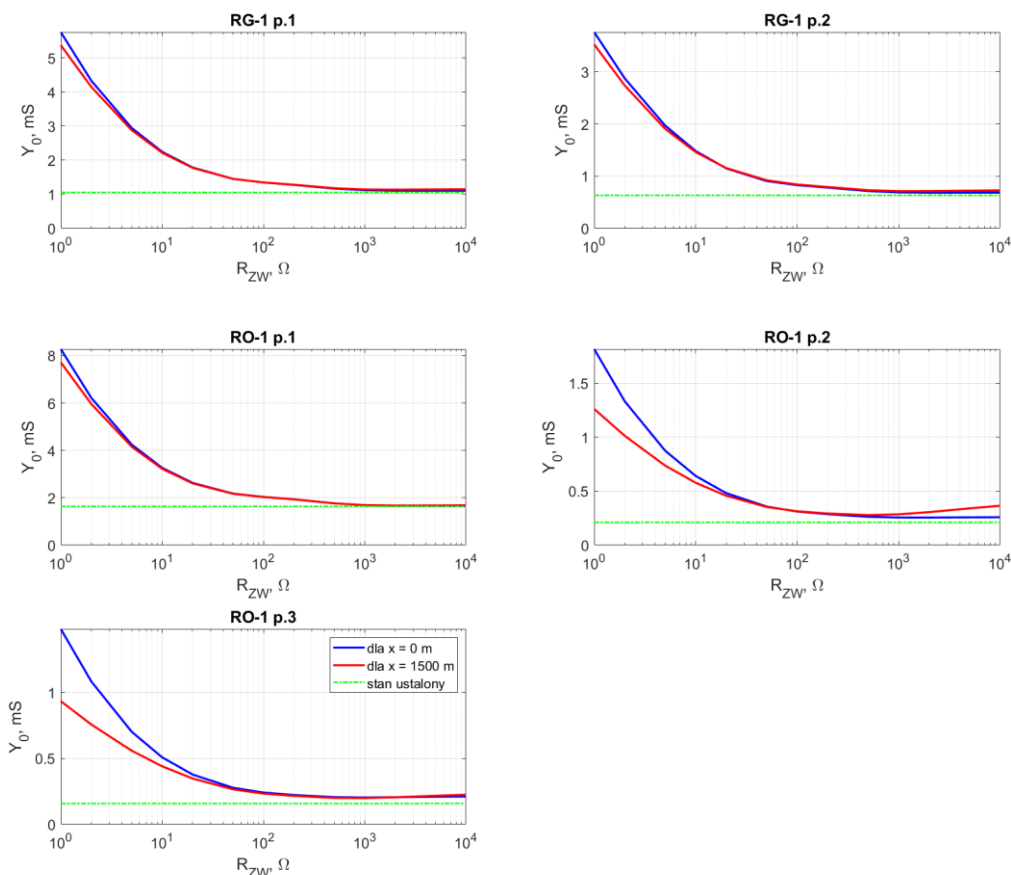 RG-1 p.1
Y0, mS
5
4
3
2
1
0
10^0 10^1 10^2 10^3 10^4
RZW, Ω
RG-1 p.2
Y0, mS
3
2
1
0
10^0 10^1 10^2 10^3 10^4
RZW, Ω
RO-1 p.1
Y0, mS
8
6
4
2
0
10^0 10^1 10^2 10^3 10^4
RZW, Ω
RO-1 p.2
Y0, mS
1.5
1
0.5
0
10^0 10^1 10^2 10^3 10^4
RZW, Ω
RO-1 p.3
Y0, mS
1
0.5
0
10^0 10^1 10^2 10^3 10^4
RZW, Ω
dla x = 0 m
dla x = 1500 m
stan ustalony